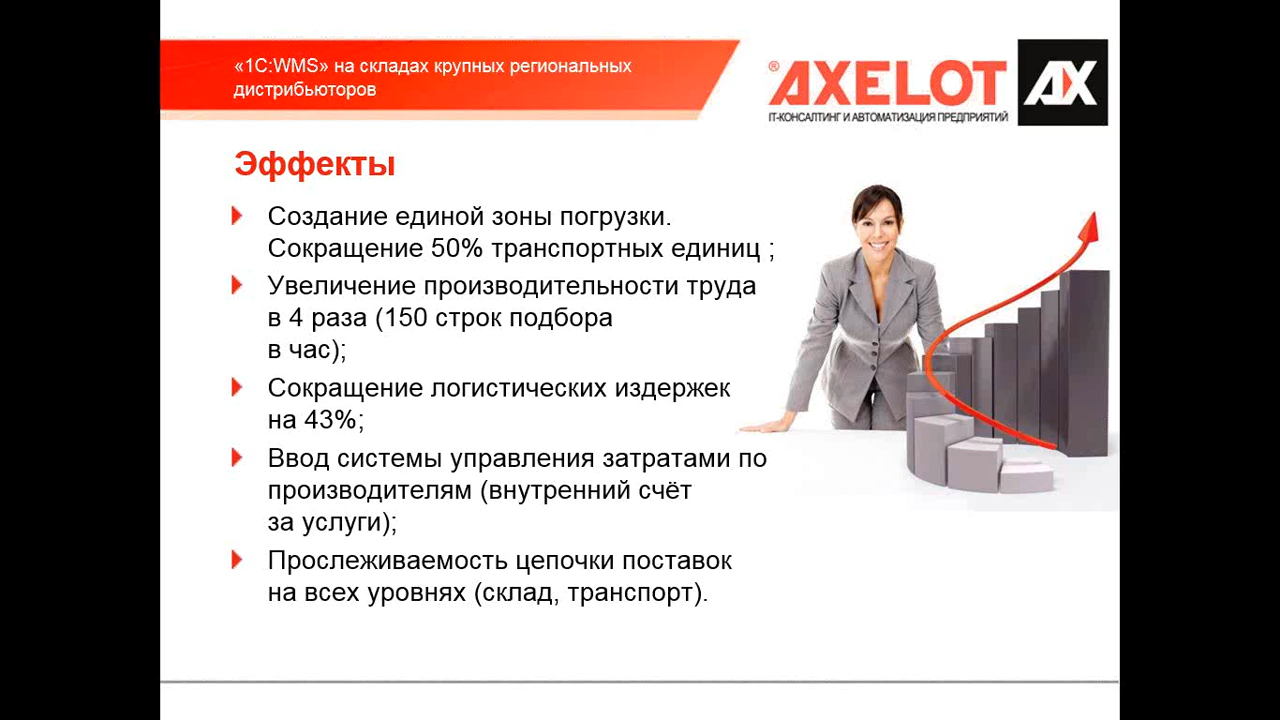 «1С:WMS» на складах крупных региональных
дистрибьюторов
®AXELOT
AX
IT-КОНСАЛТИНГ И АВТОМАТИЗАЦИЯ ПРЕДПРИЯТИЙ
Эффекты
Создание единой зоны погрузки.
Сокращение 50% транспортных единиц ;
Увеличение производительности труда
в 4 раза (150 строк подбора
в час);
Сокращение логистических издержек
на 43%;
Ввод системы управления затратами по
производителям (внутренний счёт
за услуги);
Прослеживаемость цепочки поставок
на всех уровнях (склад, транспорт).